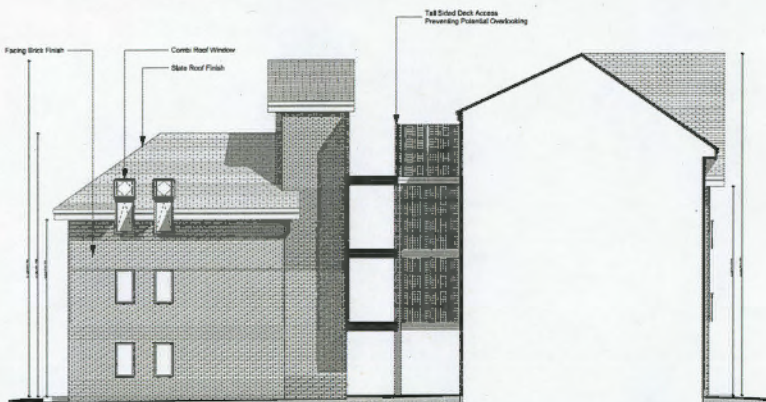 Tall Sided Deck Access
Preventing Potential Overlooking
Combi Roof Window
Facing Brick Finish
Slate Roof Finish